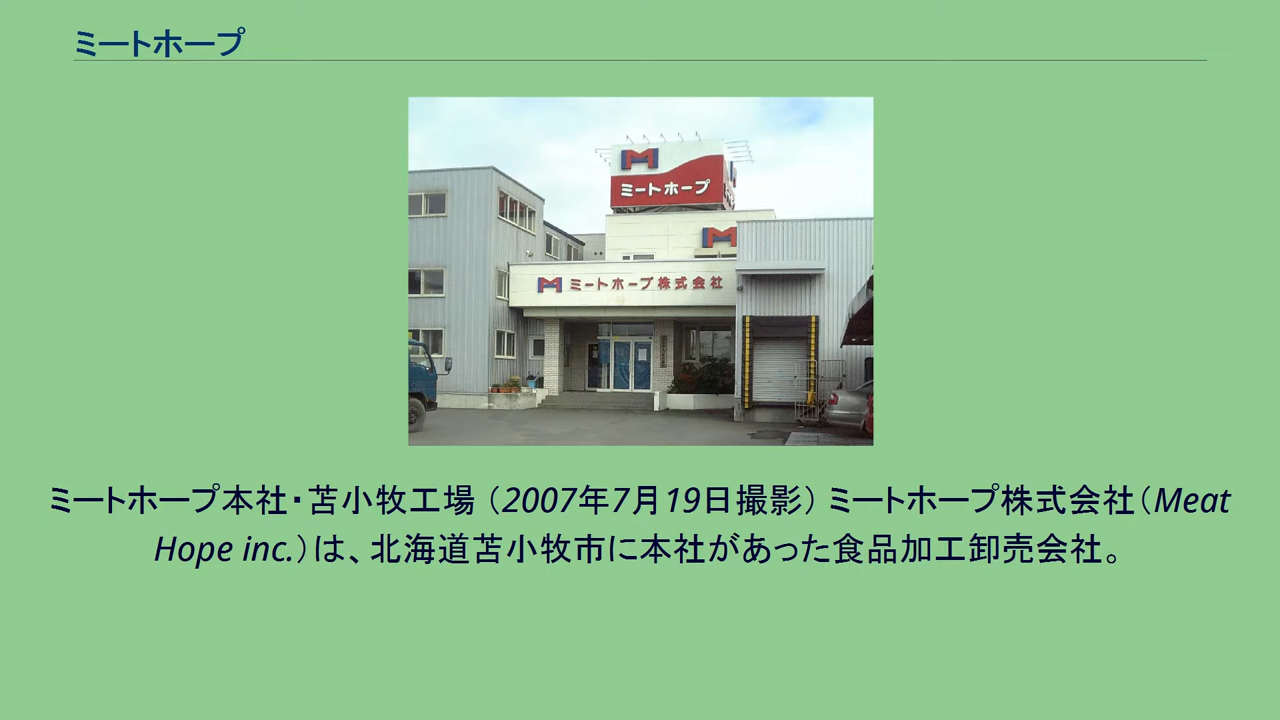 ミートホープ
ミートホープ
ミートホープ株式会社
ミートホープ本社・苫小牧工場（2007年7月19日撮影）ミートホープ株式会社（Meat
Hope inc.）は、北海道苫小牧市に本社があった食品加工卸売会社。